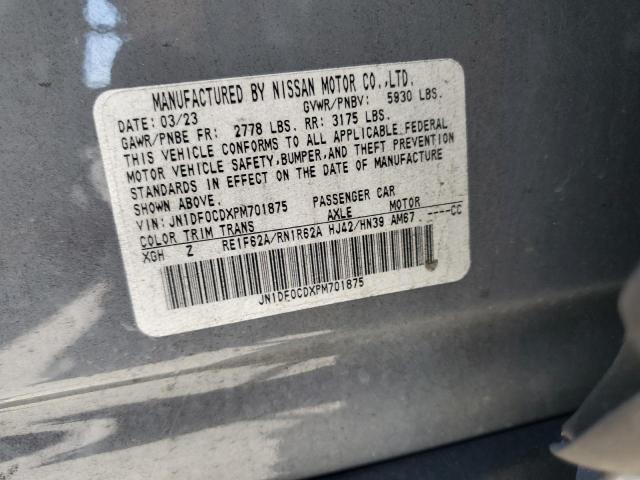 MANUFACTURED BY NISSAN MOTOR CO.,LTD.
DATE: 03/23 GVWR/PNBV: 5930 LBS.
GAWR/PNBE FR: 2778 LBS. RR: 3175 LBS.
THIS VEHICLE CONFORMS TO ALL APPLICABLE FEDERAL
MOTOR VEHICLE SAFETY, BUMPER, AND THEFT PREVENTION
STANDARDS IN EFFECT ON THE DATE OF MANUFACTURE
SHOWN ABOVE.
VIN: JN1DF0CDXPM701875 PASSENGER CAR
COLOR TRIM TRANS AXLE MOTOR
XGH Z RE1F62A/RN1R62A HJ42/HN39 AM67 ----CC
JN1DF0CDXPM701875